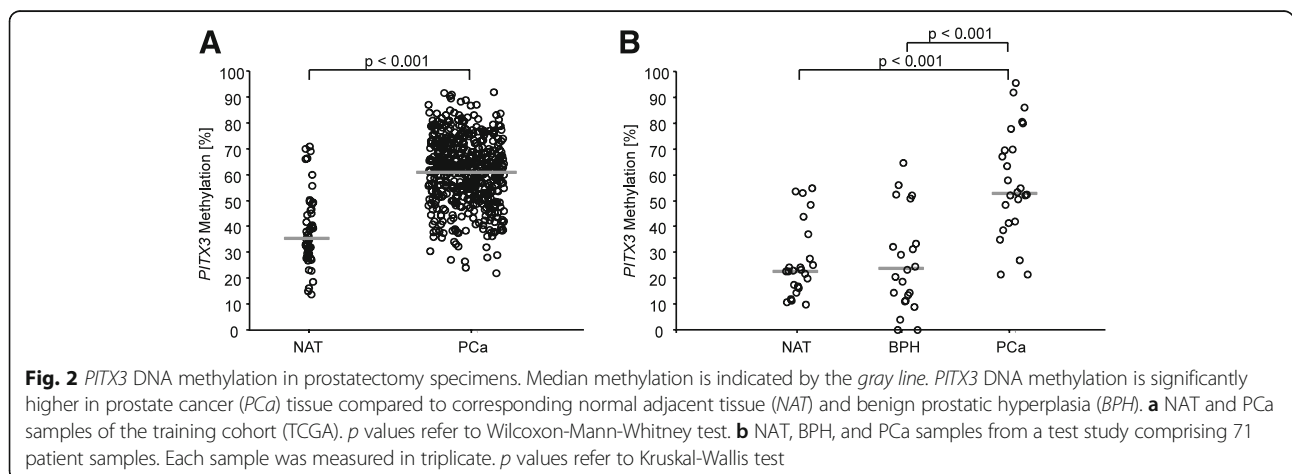 A
B
p < 0.001
p < 0.001
p < 0.001
PITX3 Methylation [%]
100
90
80
70
60
50
40
30
20
10
0
NAT PCa
PITX3 Methylation [%]
100
90
80
70
60
50
40
30
20
10
0
NAT BPH PCa
Fig. 2 PITX3 DNA methylation in prostatectomy specimens. Median methylation is indicated by the gray line. PITX3 DNA methylation is significantly
higher in prostate cancer (PCa) tissue compared to corresponding normal adjacent tissue (NAT) and benign prostatic hyperplasia (BPH). a NAT and PCa
samples of the training cohort (TCGA). p values refer to Wilcoxon-Mann-Whitney test. b NAT, BPH, and PCa samples from a test study comprising 71
patient samples. Each sample was measured in triplicate. p values refer to Kruskal-Wallis test